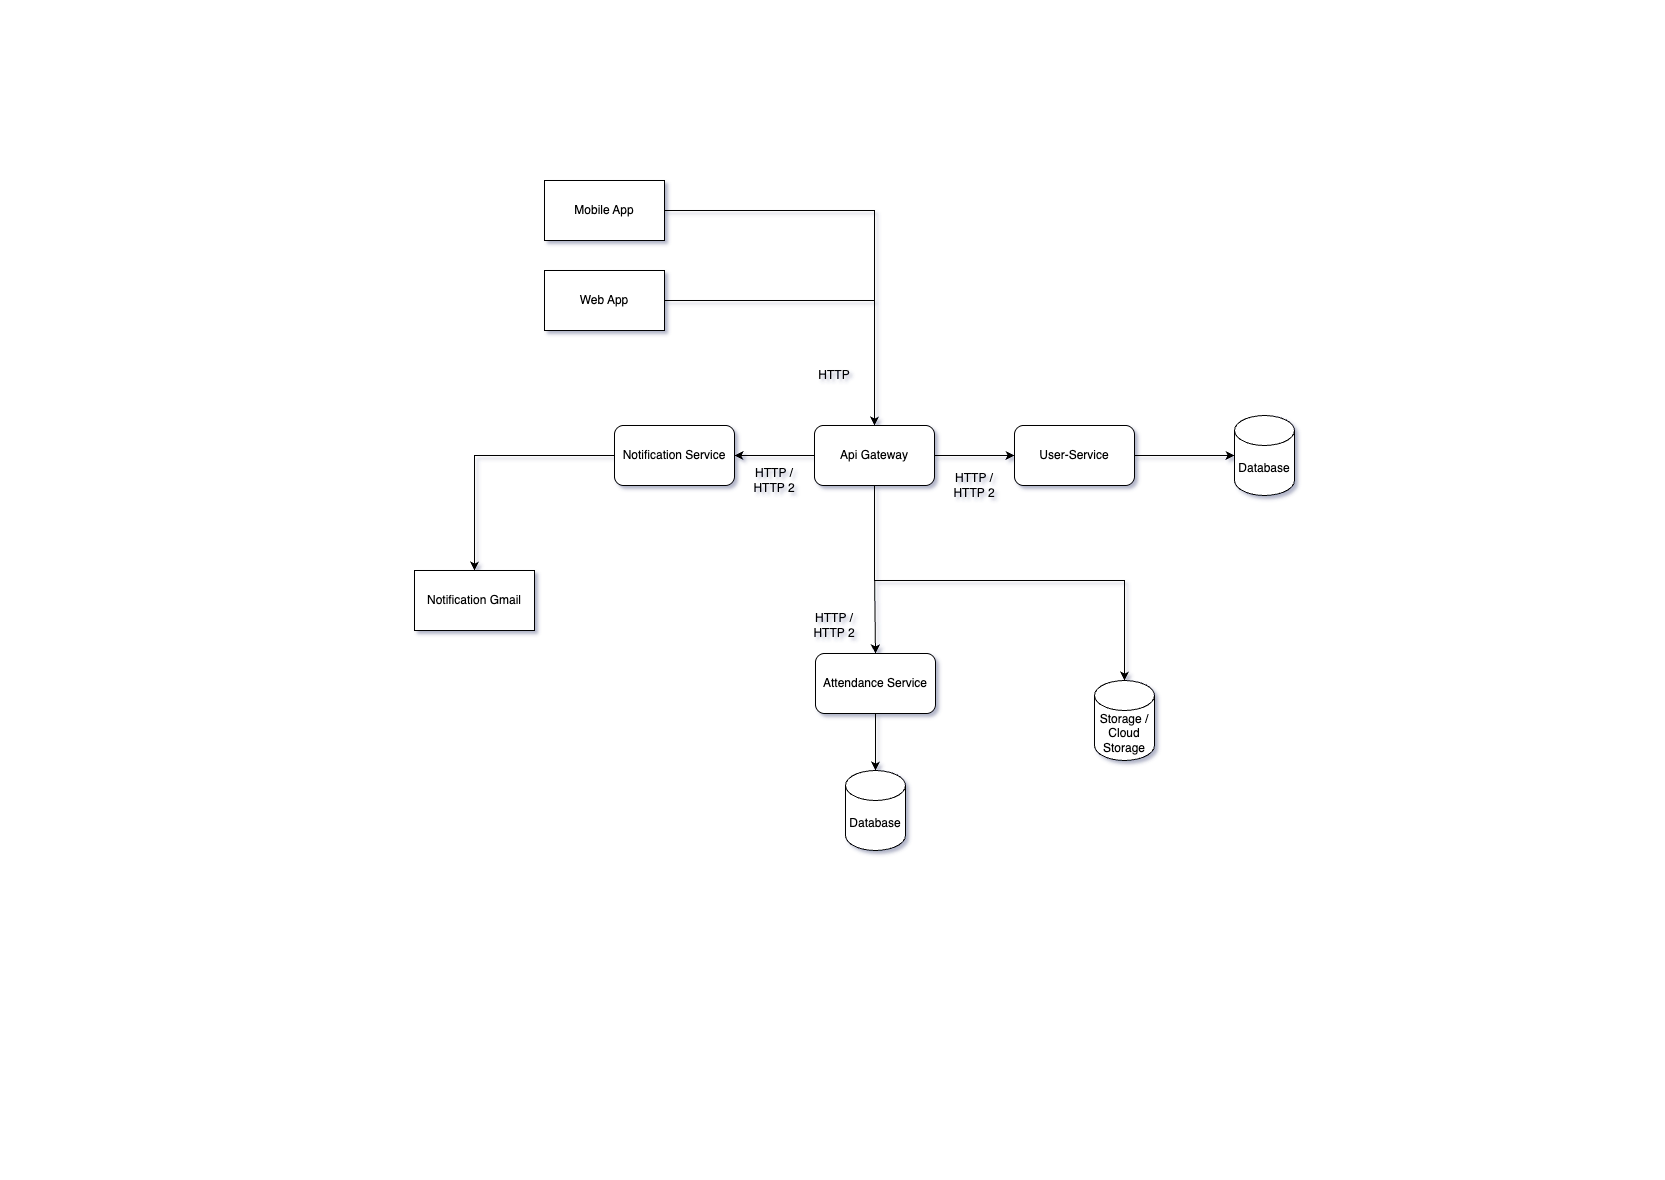 Mobile App
Web App
HTTP
Notification Service
HTTP /
HTTP 2
Api Gateway
HTTP /
HTTP 2
User-Service
Database
Notification Gmail
HTTP /
HTTP 2
Attendance Service
Storage /
Cloud
Storage
Database